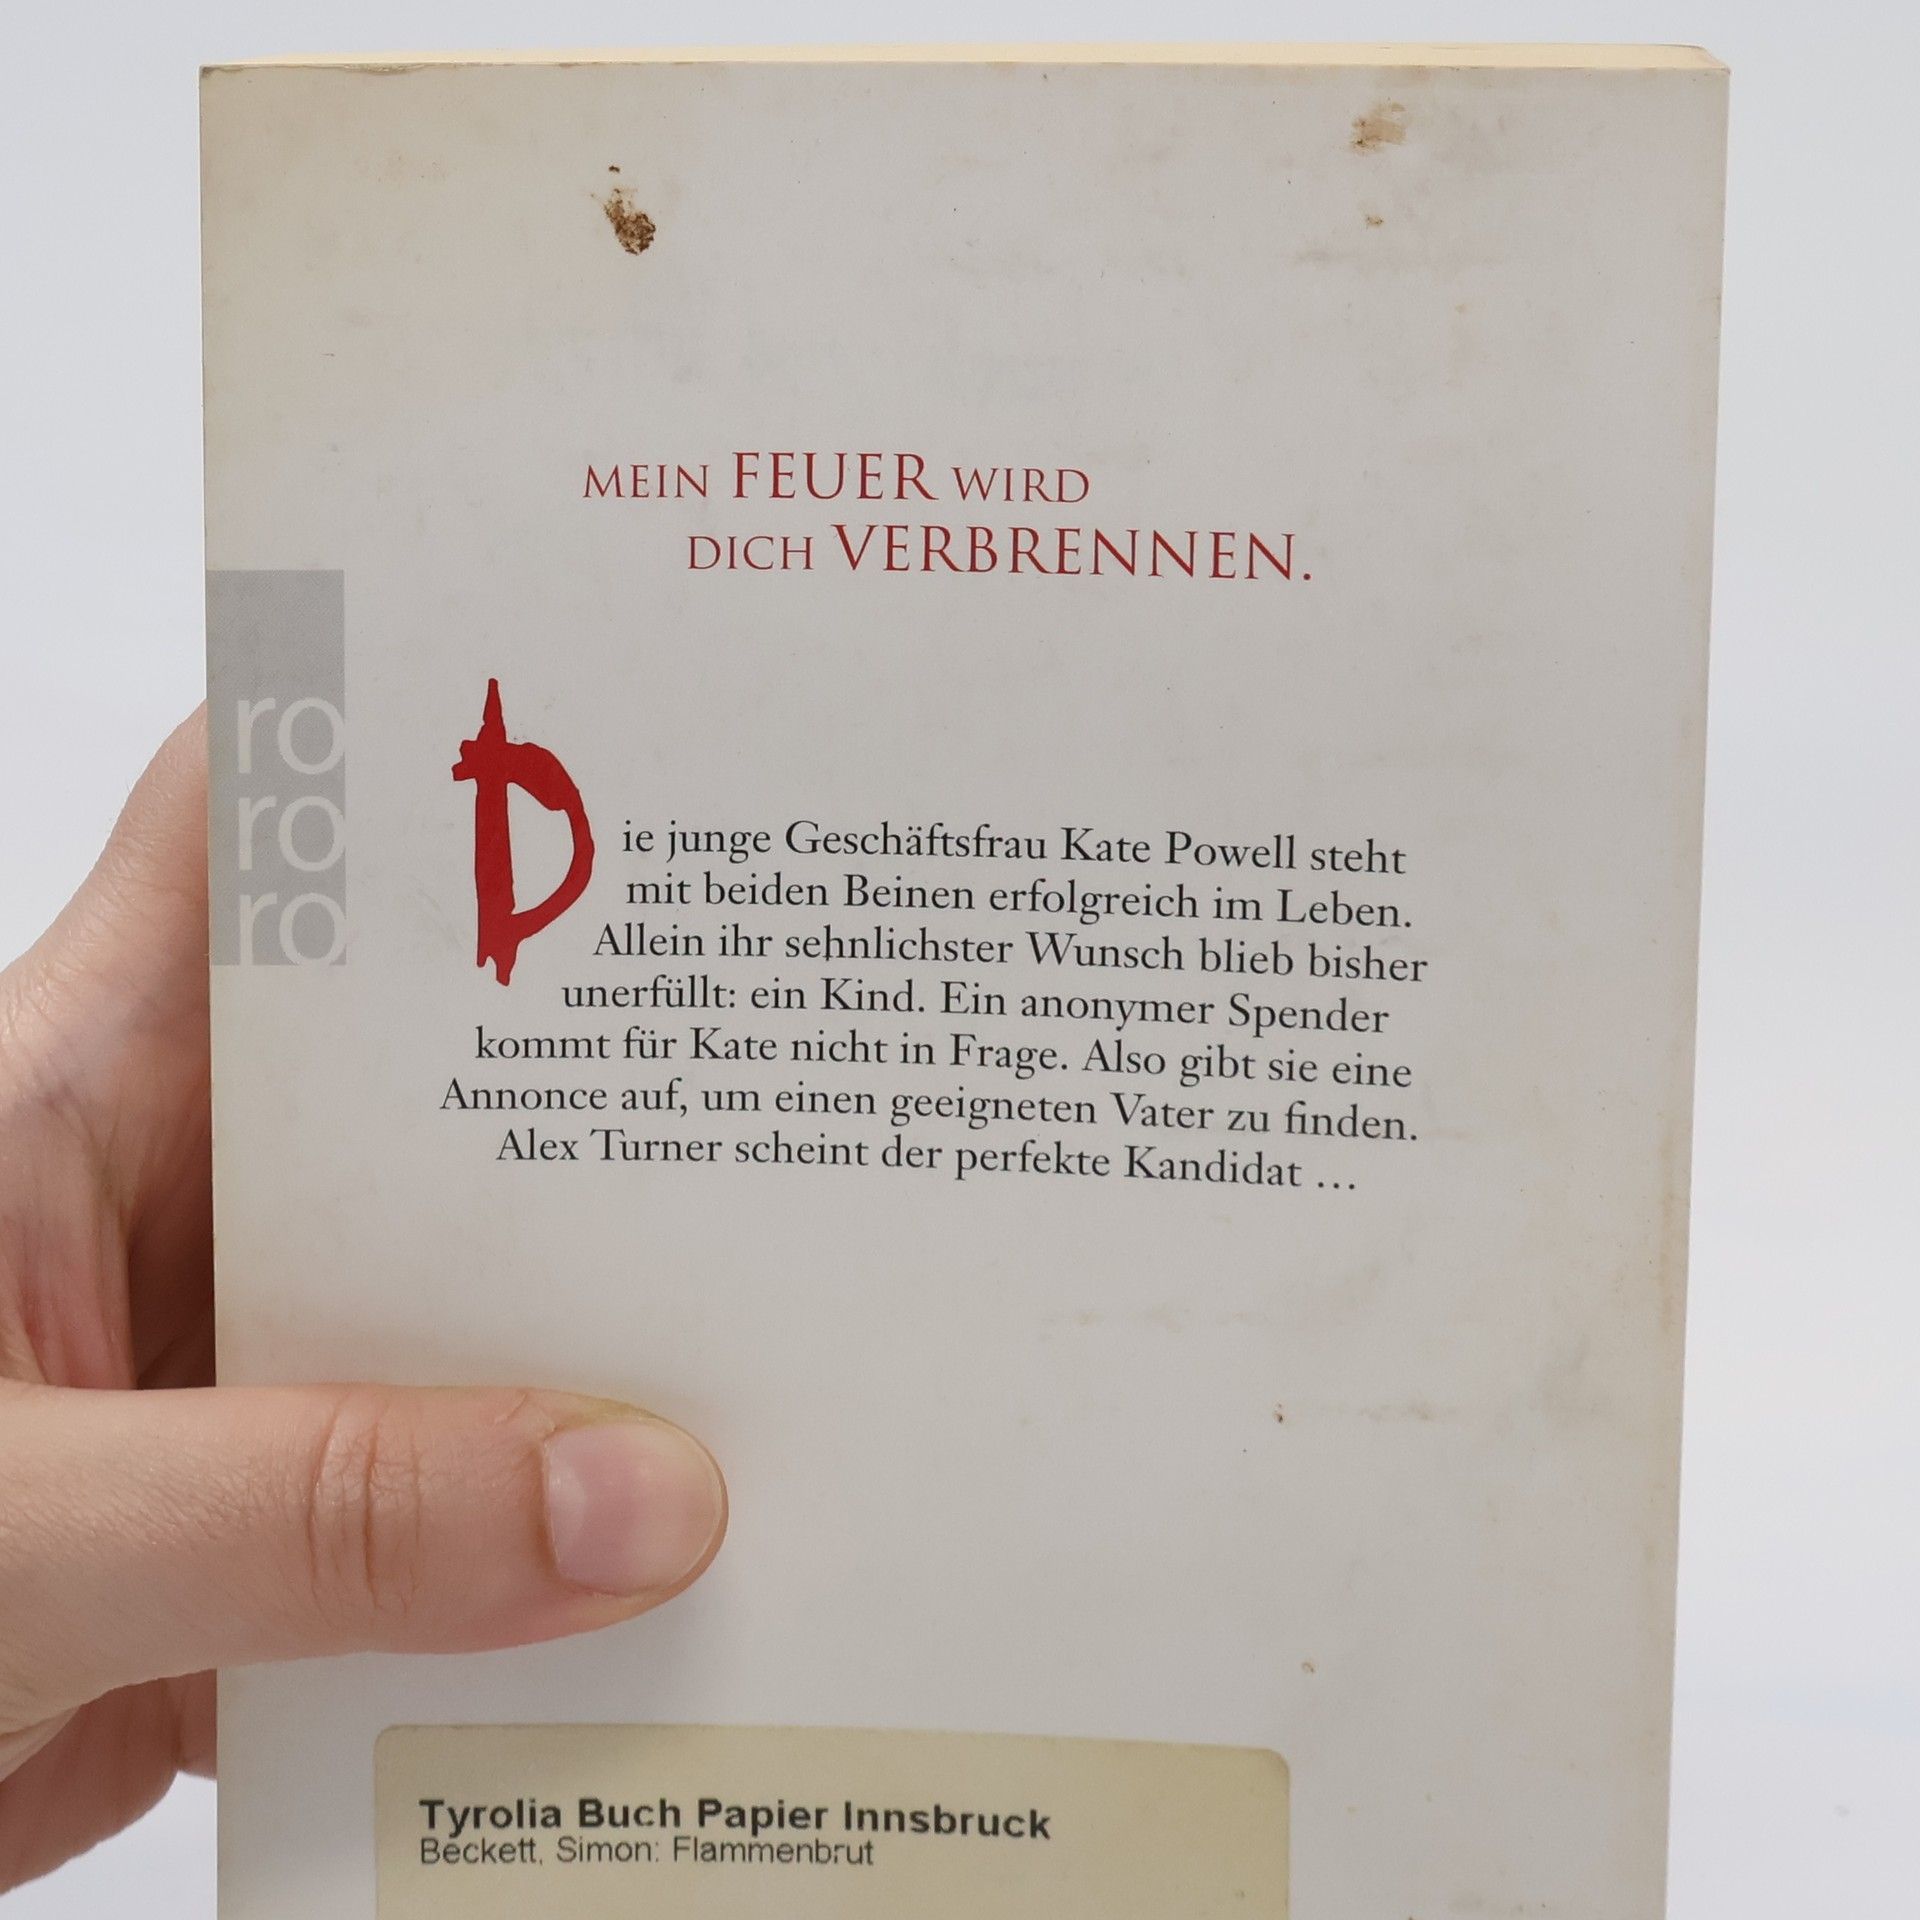 MEIN FEUER WIRD
DICH VERBRENNEN.
ro
ro
ro
Die junge Geschäftsfrau Kate Powell steht
mit beiden Beinen erfolgreich im Leben.
Allein ihr sehnlichster Wunsch blieb bisher
unerfüllt: ein Kind. Ein anonymer Spender
kommt für Kate nicht in Frage. Also gibt sie eine
Annonce auf, um einen geeigneten Vater zu finden.
Alex Turner scheint der perfekte Kandidat ...
Tyrolia Buch Papier Innsbruck
Beckett, Simon: Flammenbrut